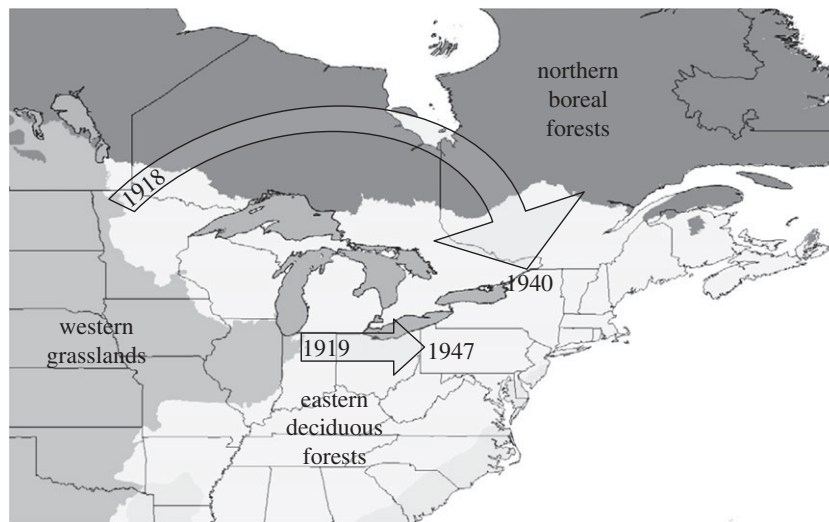 northern
boreal
forests
1918
1940
western
grasslands
1919
1947
eastern
deciduous
forests